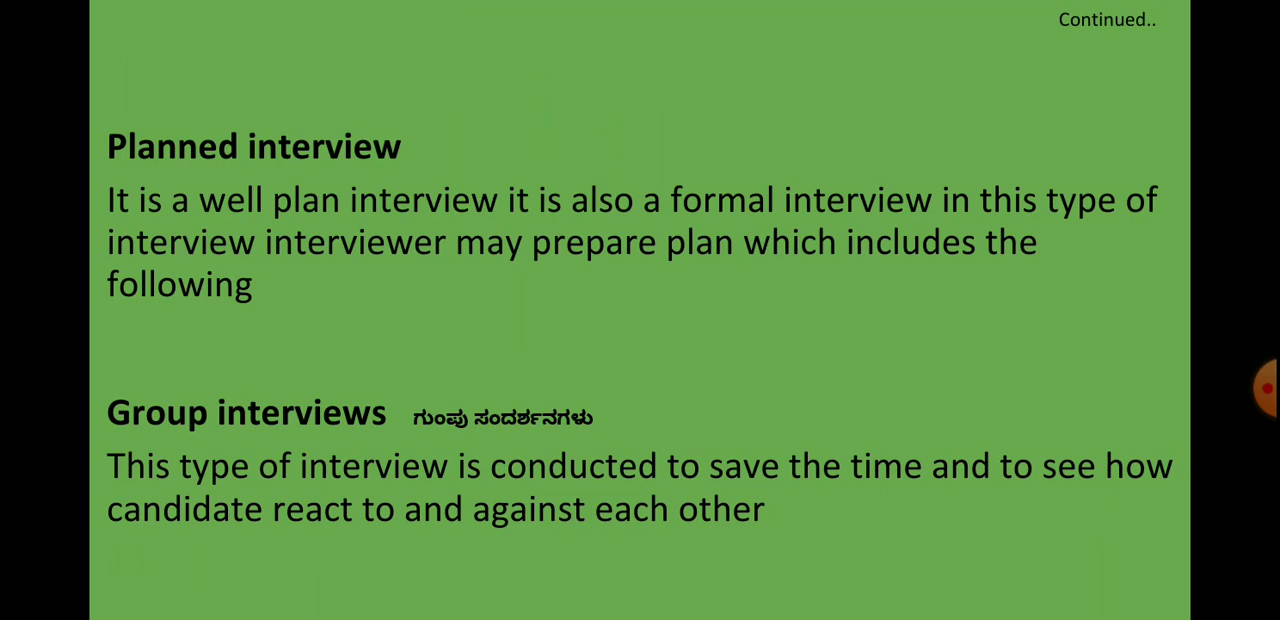 Continued..
Planned interview
It is a well plan interview it is also a formal interview in this type of
interview interviewer may prepare plan which includes the
following
Group interviews ಗುಂಪು ಸಂದರ್ಶನಗಳು
This type of interview is conducted to save the time and to see how
candidate react to and against each other